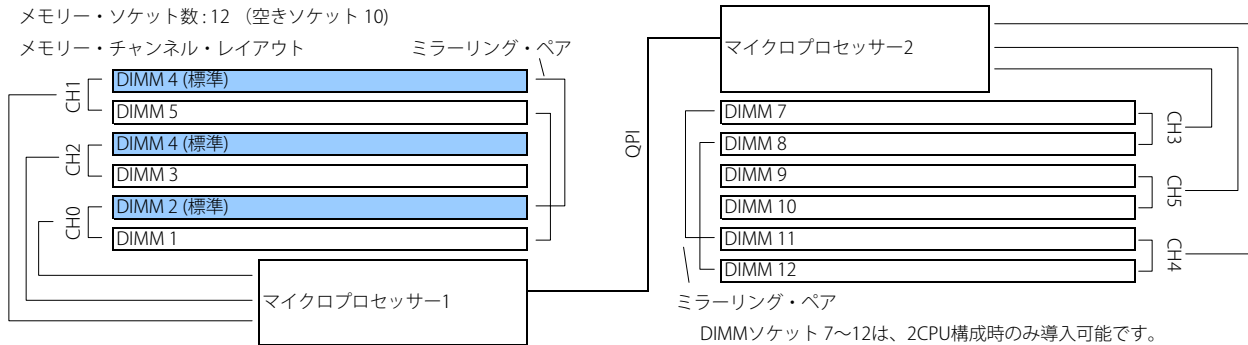 メモリー・ソケット数 : 12 （空きソケット 10)
メモリー・チャンネル・レイアウト
ミラーリング・ペア
CH1
DIMM 4 (標準)
DIMM 5
CH2
DIMM 4 (標準)
DIMM 3
CH0
DIMM 2 (標準)
DIMM 1
マイクロプロセッサー1
QPI
マイクロプロセッサー2
DIMM 7
DIMM 8
CH3
DIMM 9
DIMM 10
CH5
DIMM 11
DIMM 12
CH4
ミラーリング・ペア
DIMMソケット 7～12は、2CPU構成時のみ導入可能です。